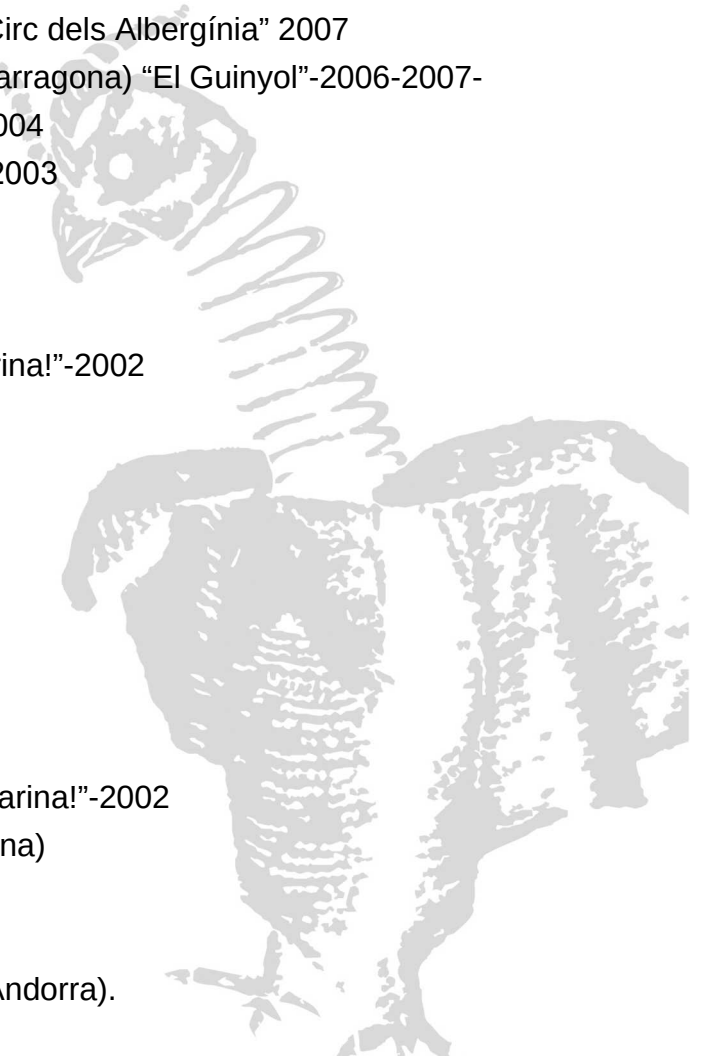 Circ dels Albergínia” 2007
arragona) “El Guinyol”-2006-2007-
004
2003
ina!”-2002
arina!”-2002
na)
Andorra).